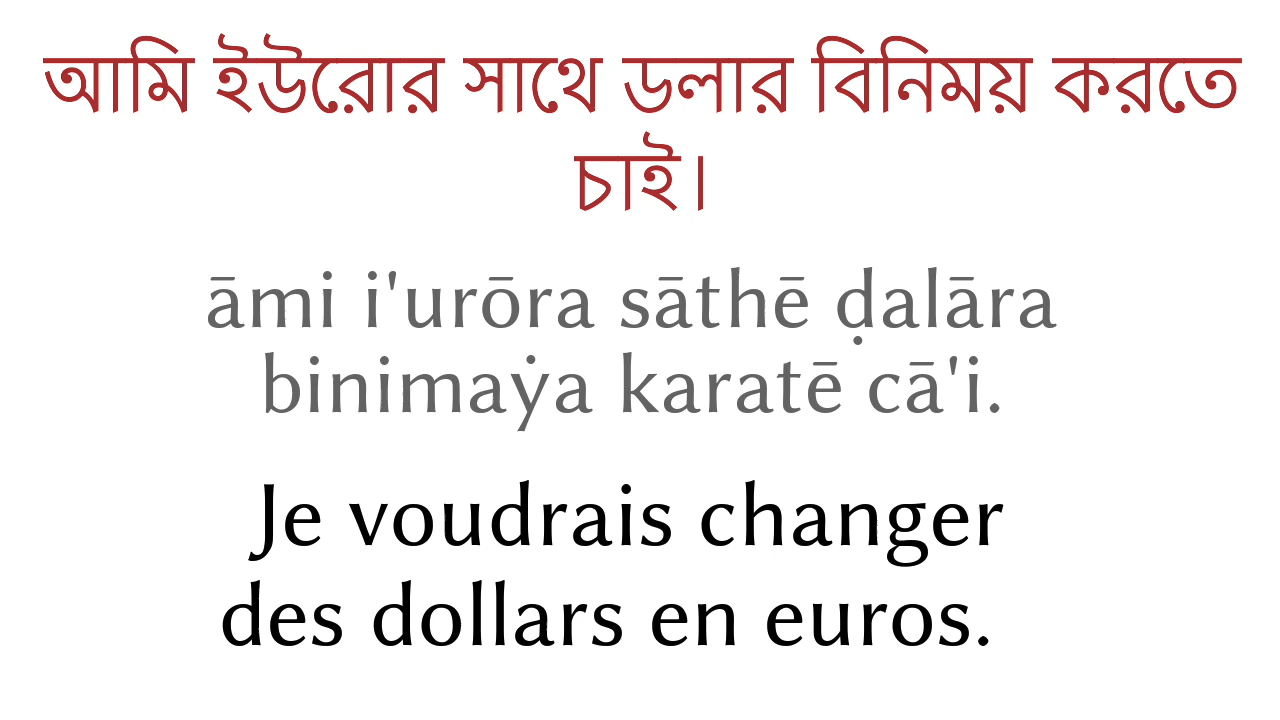 আমি ইউরোর সাথে ডলার বিনিময় করতে
চাই।
āmi i'urōra sāthē ḍalāra
binimaẏa karatē cā'i.
Je voudrais changer
des dollars en euros.